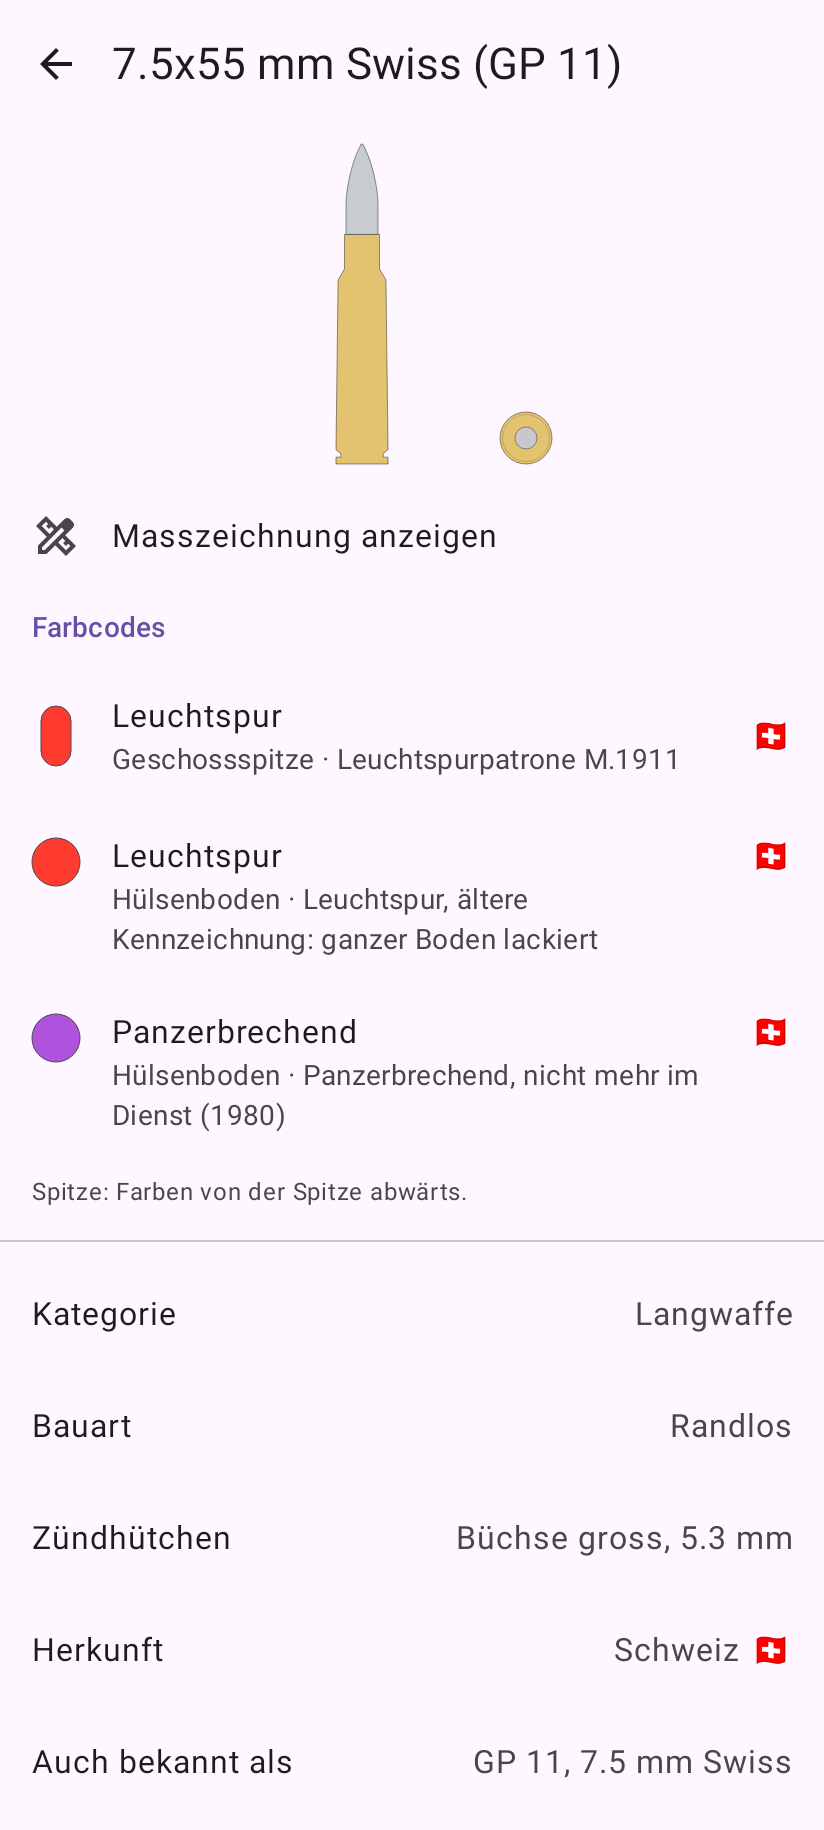 7.5x55 mm Swiss (GP 11)
Masszeichnung anzeigen
Farbcodes
Leuchtspur
Geschossspitze · Leuchtspurpatrone M.1911
Leuchtspur
Hülsenboden · Leuchtspur, ältere
Kennzeichnung: ganzer Boden lackiert
Panzerbrechend
Hülsenboden · Panzerbrechend, nicht mehr im
Dienst (1980)
Spitze: Farben von der Spitze abwärts.
Kategorie Langwaffe
Bauart Randlos
Zündhütchen Büchse gross, 5.3 mm
Herkunft Schweiz
Auch bekannt als GP 11, 7.5 mm Swiss